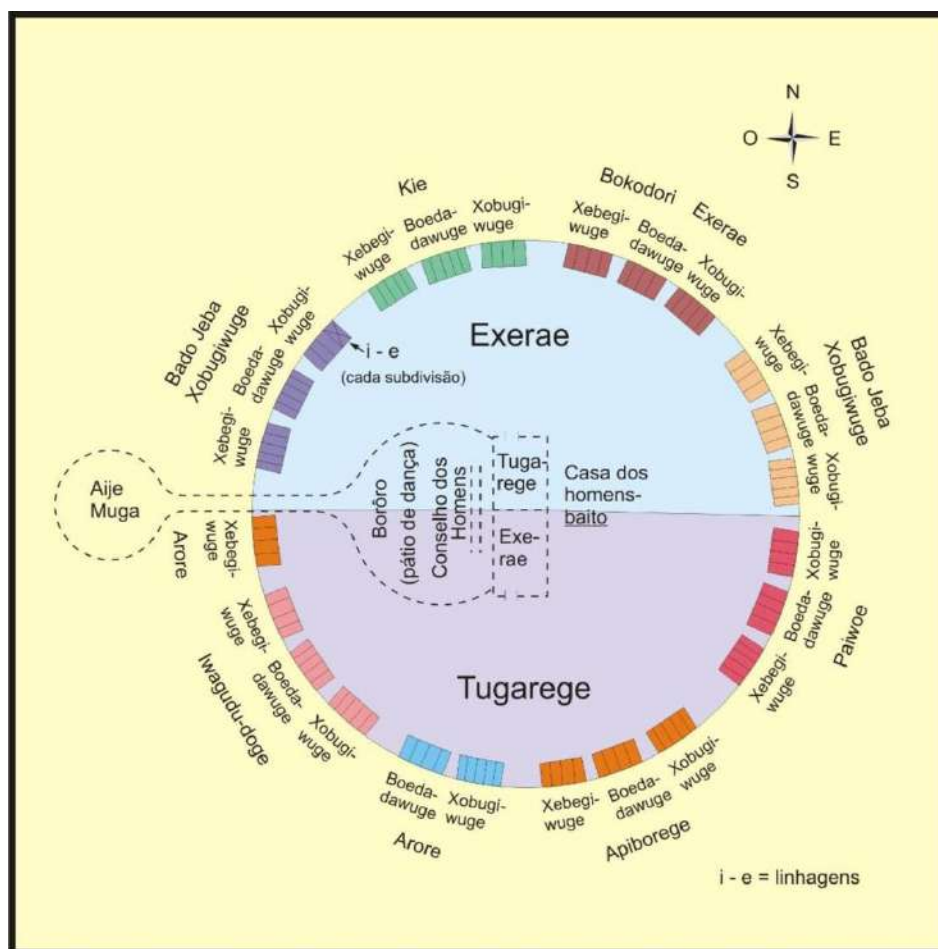 N
O E
S
Kie
Xebegi-
wuge
Boeda-
dawuge
Xobugi-
wuge
Bokodori Exerae
Xebegi-
wuge
Boeda-
dawuge
Xobugi-
wuge
Bado Jeba
Xobugiwuge
Xebegi-
wuge
Boeda-
dawuge
Xobugi-
wuge
Exerae
i - e
(cada subdivisão)
Bado Jeba
Xobugiwuge
Xebegi-
wuge
Boeda-
dawuge
Xobugi-
wuge
Aije
Muga
Borôro
(pátio de dança)
Conselho dos
Homens
Tuga-
rege
Exe-
rae
Casa dos
homens-
baito
Arore
Xebegi-
wuge
Iwagudu-doge
Xebegi-
wuge
Boeda-
dawuge
Xobugi-
wuge
Tugarege
Xobugi-
wuge
Boeda-
dawuge
Xebegi-
wuge
Paiwoe
Boeda-
dawuge
Xobugi-
wuge
Arore
Xebegi-
wuge
Boeda-
dawuge
Xobugi-
wuge
Apiborege
i - e = linhagens